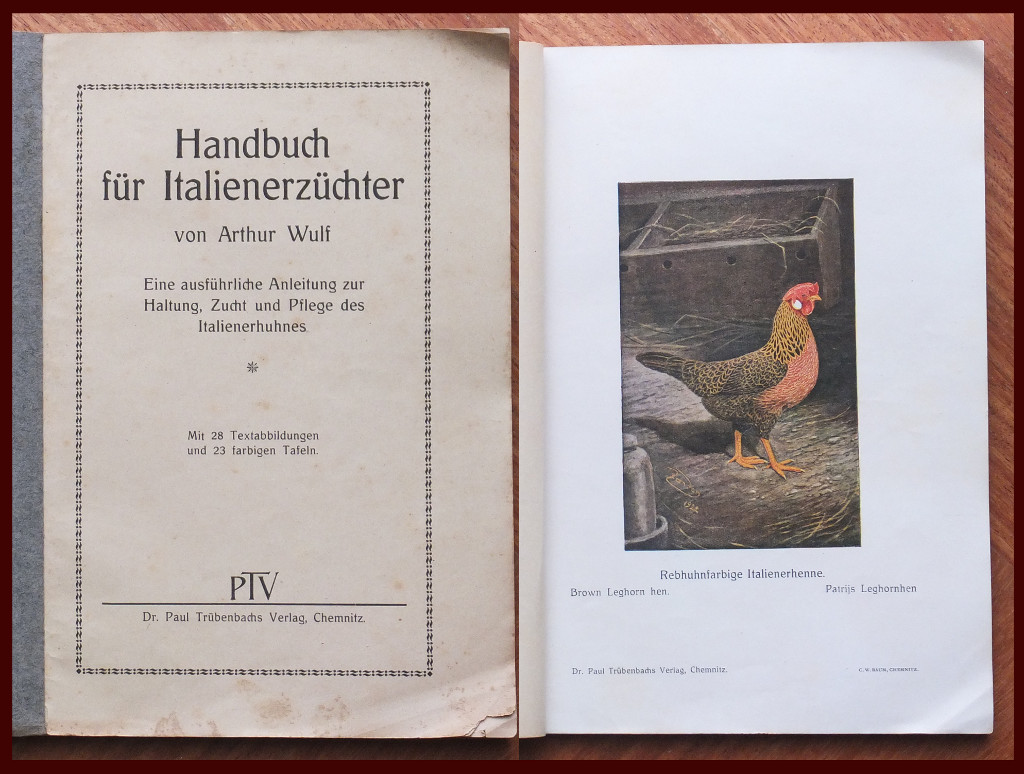 Handbuch
für Italienerzüchter
von Arthur Wulf
Eine ausführliche Anleitung zur
Haltung, Zucht und Pflege des
Italienerhuhnes
Mit 28 Textabbildungen
und 23 farbigen Tafeln.
PTV
Dr. Paul Trübenbachs Verlag, Chemnitz.
Rebhuhnfarbige Italienerhenne.
Brown Leghorn hen.
Patrijs Leghornhen
Dr. Paul Trübenbachs Verlag, Chemnitz.
CHEMNITZ.